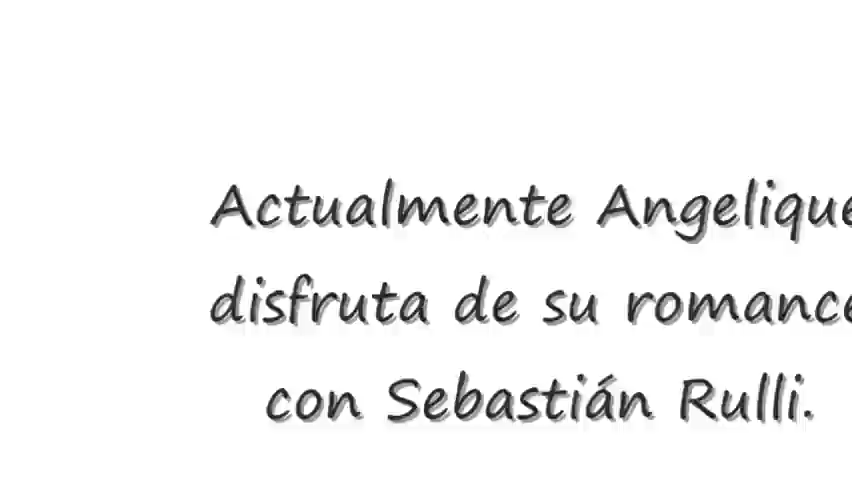 Actualmente Angelique
disfruta de su romance
con Sebastián Rulli.